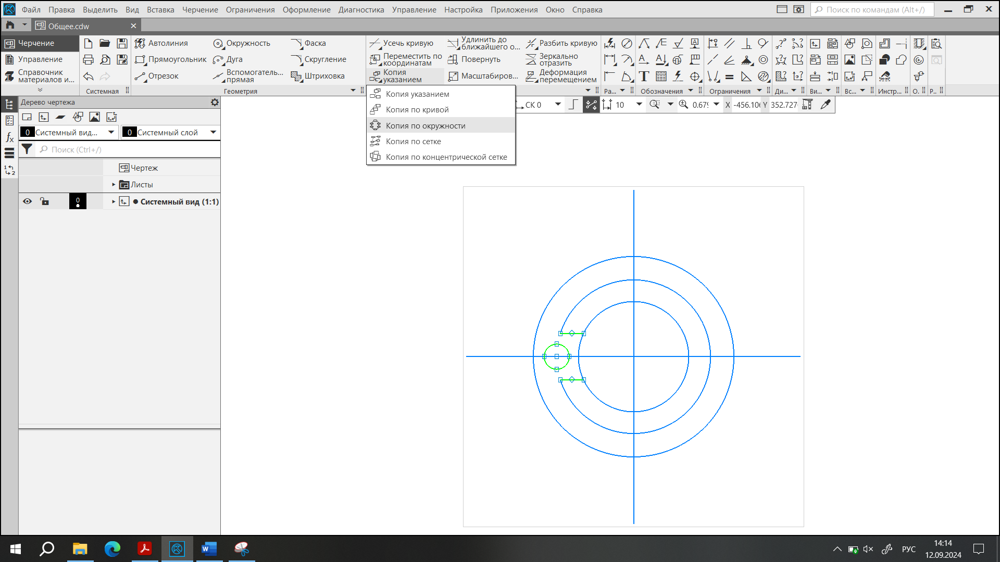 Файл Правка Выделить Вид Вставка Черчение Ограничения Оформление Диагностика Управление Настройка Приложения Окно Справка Поиск по командам (Alt+/)
Общее.cdw
Черчение
Управление
Справочник
материалов и...
Системная
Автолиния Окружность Фаска
Прямоугольник Дуга Скругление
Отрезок Вспомогатель... прямая Штриховка
Геометрия
Усечь кривую Удлинить до ближайшего о... Разбить кривую
Переместить по координатам Повернуть Зеркально отразить
Копия указанием Масштабиров... Деформация перемещением
Ра... Обозначения Ограничения Ди... Ви... Вс... Инстр... О. Р..
Копия указанием
Копия по кривой
Копия по окружности
Копия по сетке
Копия по концентрической сетке
СК 0 10 0.679 X -456.106 Y 352.727
Дерево чертежа
0 Системный вид... 0 Системный слой
Поиск (Ctrl+/)
Чертеж
Листы
0 Системный вид (1:1)
РУС
14:14
12.09.2024